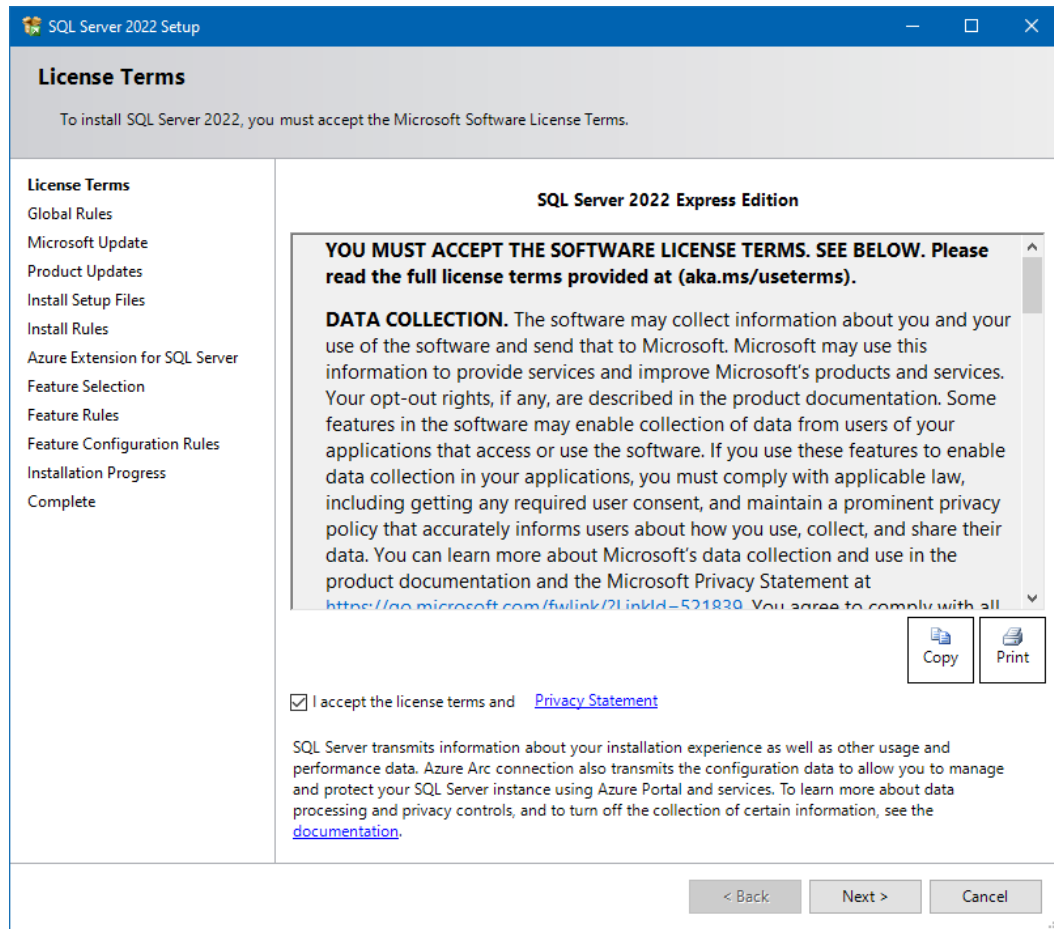 SQL Server 2022 Setup
License Terms
To install SQL Server 2022, you must accept the Microsoft Software License Terms.
License Terms
Global Rules
Microsoft Update
Product Updates
Install Setup Files
Install Rules
Azure Extension for SQL Server
Feature Selection
Feature Rules
Feature Configuration Rules
Installation Progress
Complete
SQL Server 2022 Express Edition
YOU MUST ACCEPT THE SOFTWARE LICENSE TERMS. SEE BELOW. Please
read the full license terms provided at (aka.ms/useterms).
DATA COLLECTION. The software may collect information about you and your
use of the software and send that to Microsoft. Microsoft may use this
information to provide services and improve Microsoft's products and services.
Your opt-out rights, if any, are described in the product documentation. Some
features in the software may enable collection of data from users of your
applications that access or use the software. If you use these features to enable
data collection in your applications, you must comply with applicable law,
including getting any required user consent, and maintain a prominent privacy
policy that accurately informs users about how you use, collect, and share their
data. You can learn more about Microsoft's data collection and use in the
product documentation and the Microsoft Privacy Statement at
https://go.microsoft.com/fwlink/?LinkId=521839. You agree to comply with all
Copy
Print
I accept the license terms and Privacy Statement
SQL Server transmits information about your installation experience as well as other usage and
performance data. Azure Arc connection also transmits the configuration data to allow you to manage
and protect your SQL Server instance using Azure Portal and services. To learn more about data
processing and privacy controls, and to turn off the collection of certain information, see the
documentation.
< Back
Next >
Cancel